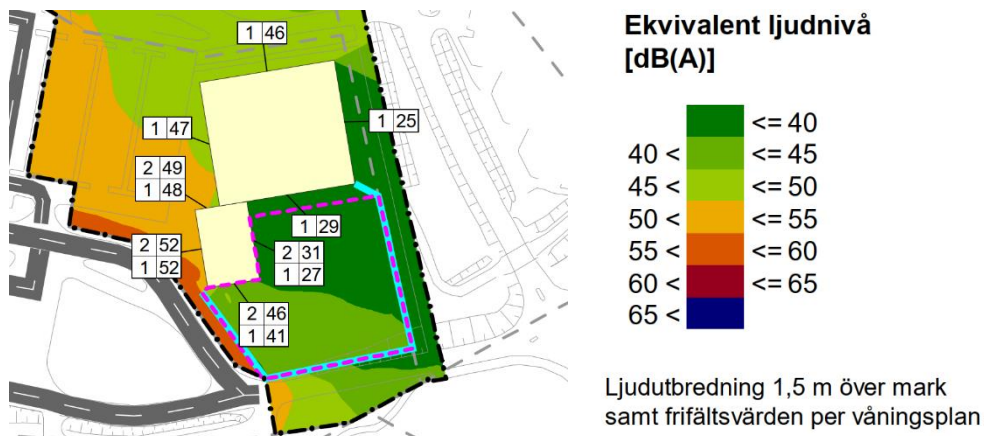 1 46
1 47
1 25
2 49
1 48
1 29
2 52
1 52
2 31
1 27
2 46
1 41
Ekvivalent ljudnivå
[dB(A)]
<= 40
40 < <= 45
45 < <= 50
50 < <= 55
55 < <= 60
60 < <= 65
65 <
Ljudutbredning 1,5 m över mark
samt frifältsvärden per våningsplan